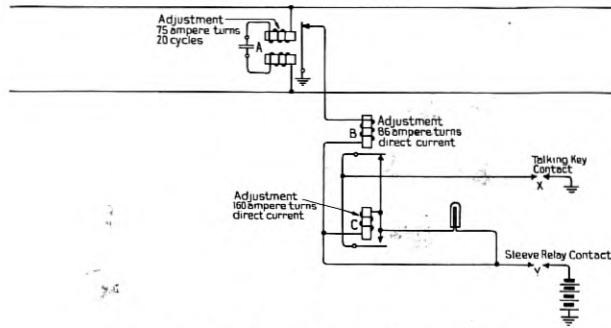 Adjustment
75 ampere turns
20 cycles
A
Adjustment
86 ampere turns
direct current
B
Talking Key
Contact
X
Adjustment
160 ampere turns
direct current
C
Sleeve Relay Contact
Y